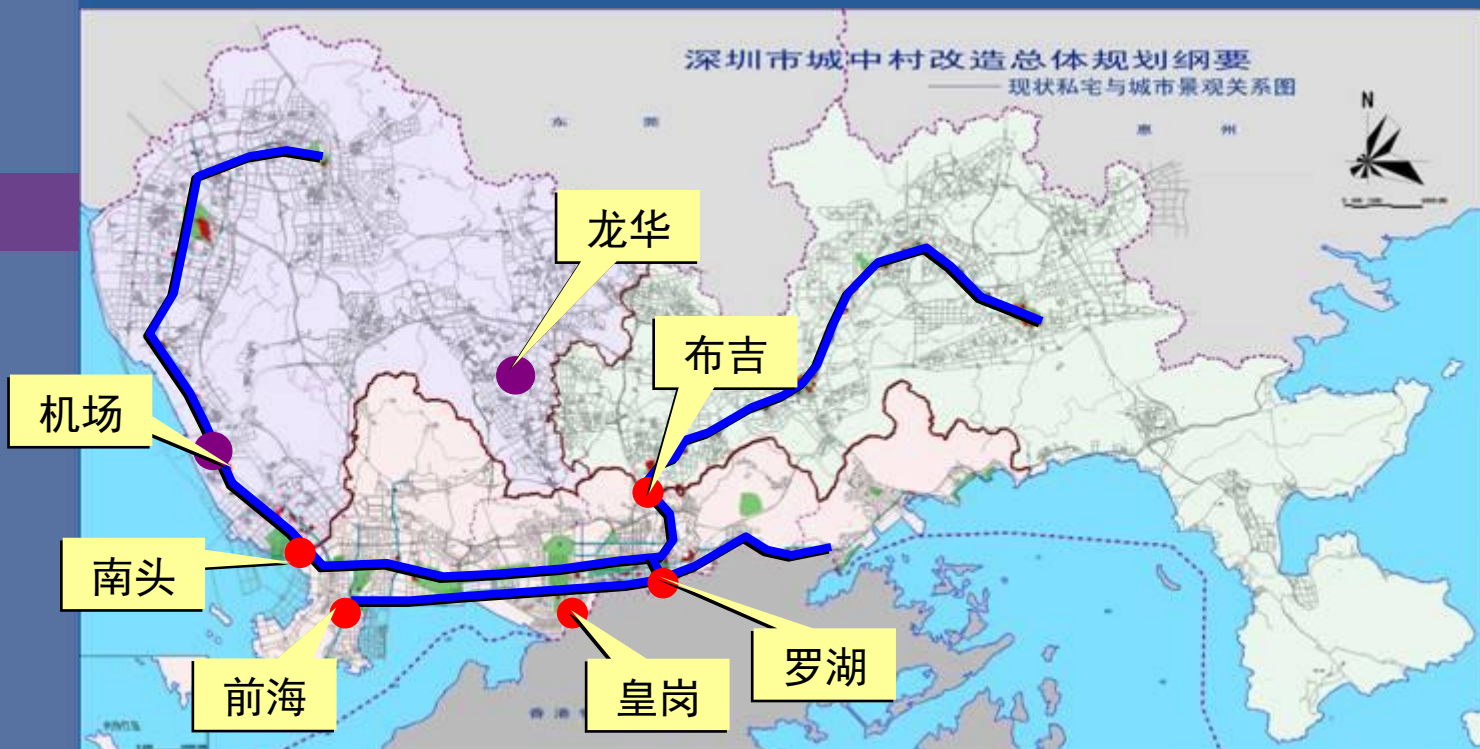 深圳市城中村改造总体规划纲要
现状私宅与城市景观关系图
N
东 莞
惠 州
龙华
布吉
机场
南头
前海
皇岗
罗湖
香 港